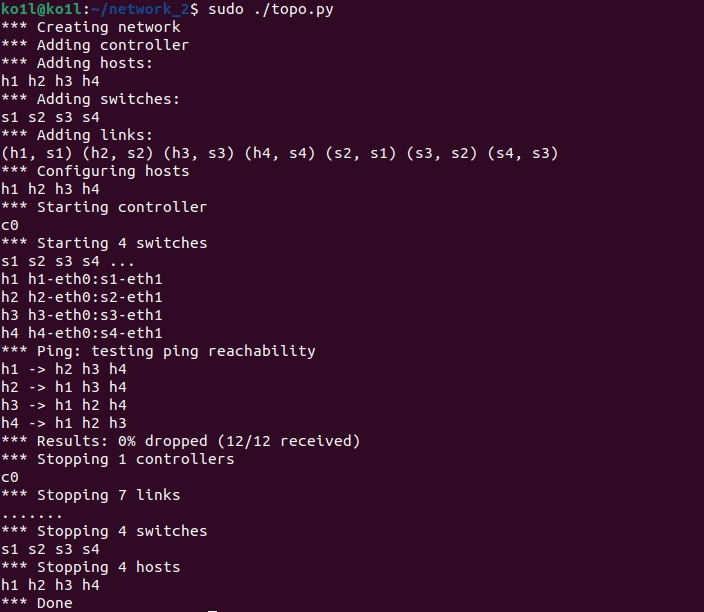 ko1l@ko1l:~/network_2$ sudo ./topo.py
*** Creating network
*** Adding controller
*** Adding hosts:
h1 h2 h3 h4
*** Adding switches:
s1 s2 s3 s4
*** Adding links:
(h1, s1) (h2, s2) (h3, s3) (h4, s4) (s2, s1) (s3, s2) (s4, s3)
*** Configuring hosts
h1 h2 h3 h4
*** Starting controller
c0
*** Starting 4 switches
s1 s2 s3 s4 ...
h1 h1-eth0:s1-eth1
h2 h2-eth0:s2-eth1
h3 h3-eth0:s3-eth1
h4 h4-eth0:s4-eth1
*** Ping: testing ping reachability
h1 -> h2 h3 h4
h2 -> h1 h3 h4
h3 -> h1 h2 h4
h4 -> h1 h2 h3
*** Results: 0% dropped (12/12 received)
*** Stopping 1 controllers
c0
*** Stopping 7 links
.......
*** Stopping 4 switches
s1 s2 s3 s4
*** Stopping 4 hosts
h1 h2 h3 h4
*** Done